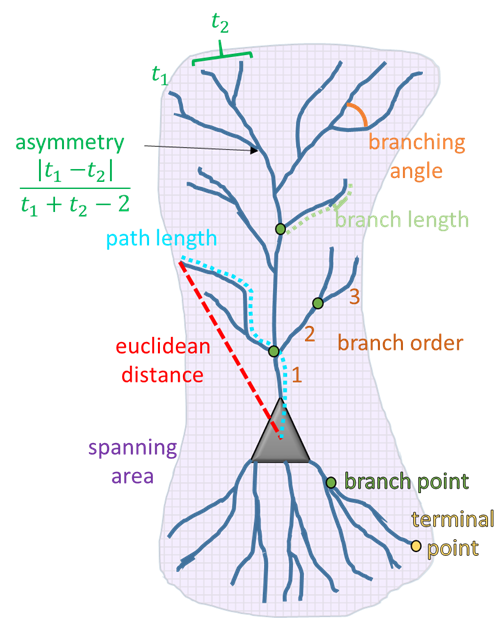 t₂
t₁
asymmetry
|t₁ −t₂|
t₁ + t₂ − 2
branching
angle
branch length
path length
3
2
branch order
euclidean
distance
1
spanning
area
branch point
terminal
point